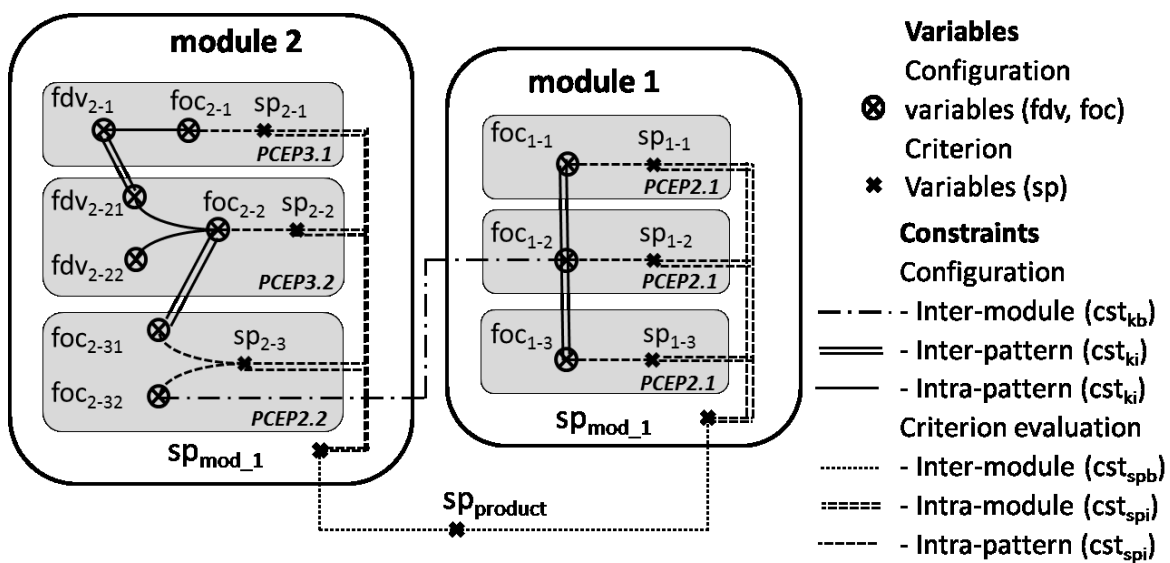 module 2
fdv2-1
foc2-1
sp2-1
PCEP3.1
fdv2-21
foc2-2
sp2-2
fdv2-22
PCEP3.2
foc2-31
sp2-3
foc2-32
PCEP2.2
spmod_1
module 1
foc1-1
sp1-1
PCEP2.1
foc1-2
sp1-2
PCEP2.1
foc1-3
sp1-3
PCEP2.1
spmod_1
spproduct
Variables
Configuration
variables (fdv, foc)
Criterion
Variables (sp)
Constraints
Configuration
- Inter-module (cstkb)
- Inter-pattern (cstki)
- Intra-pattern (cstki)
Criterion evaluation
- Inter-module (cstspb)
- Intra-module (cstspi)
- Intra-pattern (cstspi)